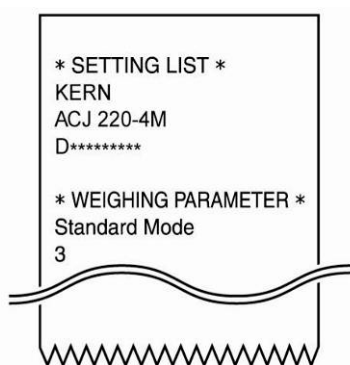 * SETTING LIST *
KERN
ACJ 220-4M
D*********
* WEIGHING PARAMETER *
Standard Mode
3